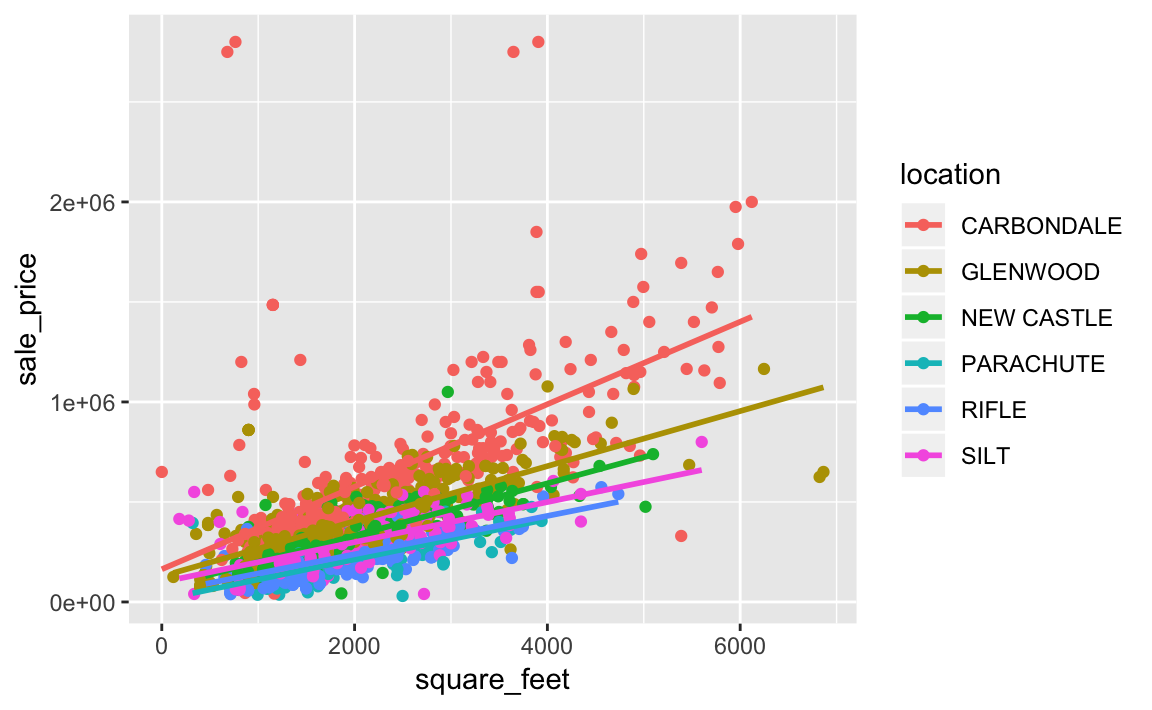 sale_price
2e+06
1e+06
0e+00
0
2000
4000
6000
square_feet
location
CARBONDALE
GLENWOOD
NEW CASTLE
PARACHUTE
RIFLE
SILT